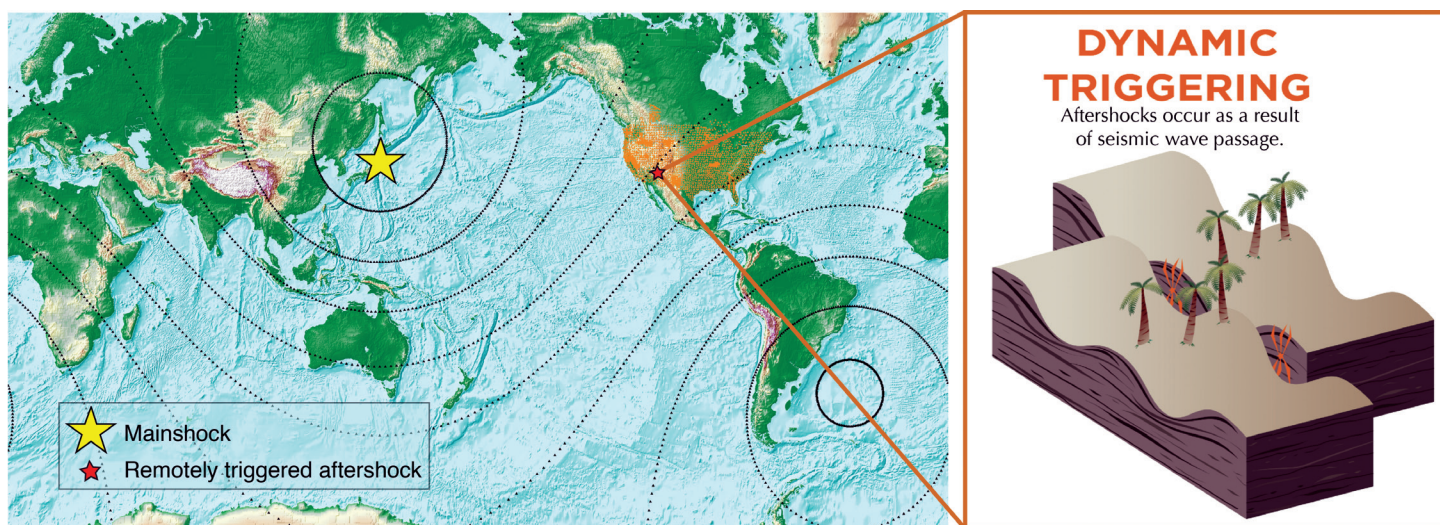 Mainshock
Remotely triggered aftershock
DYNAMIC
TRIGGERING
Aftershocks occur as a result
of seismic wave passage.